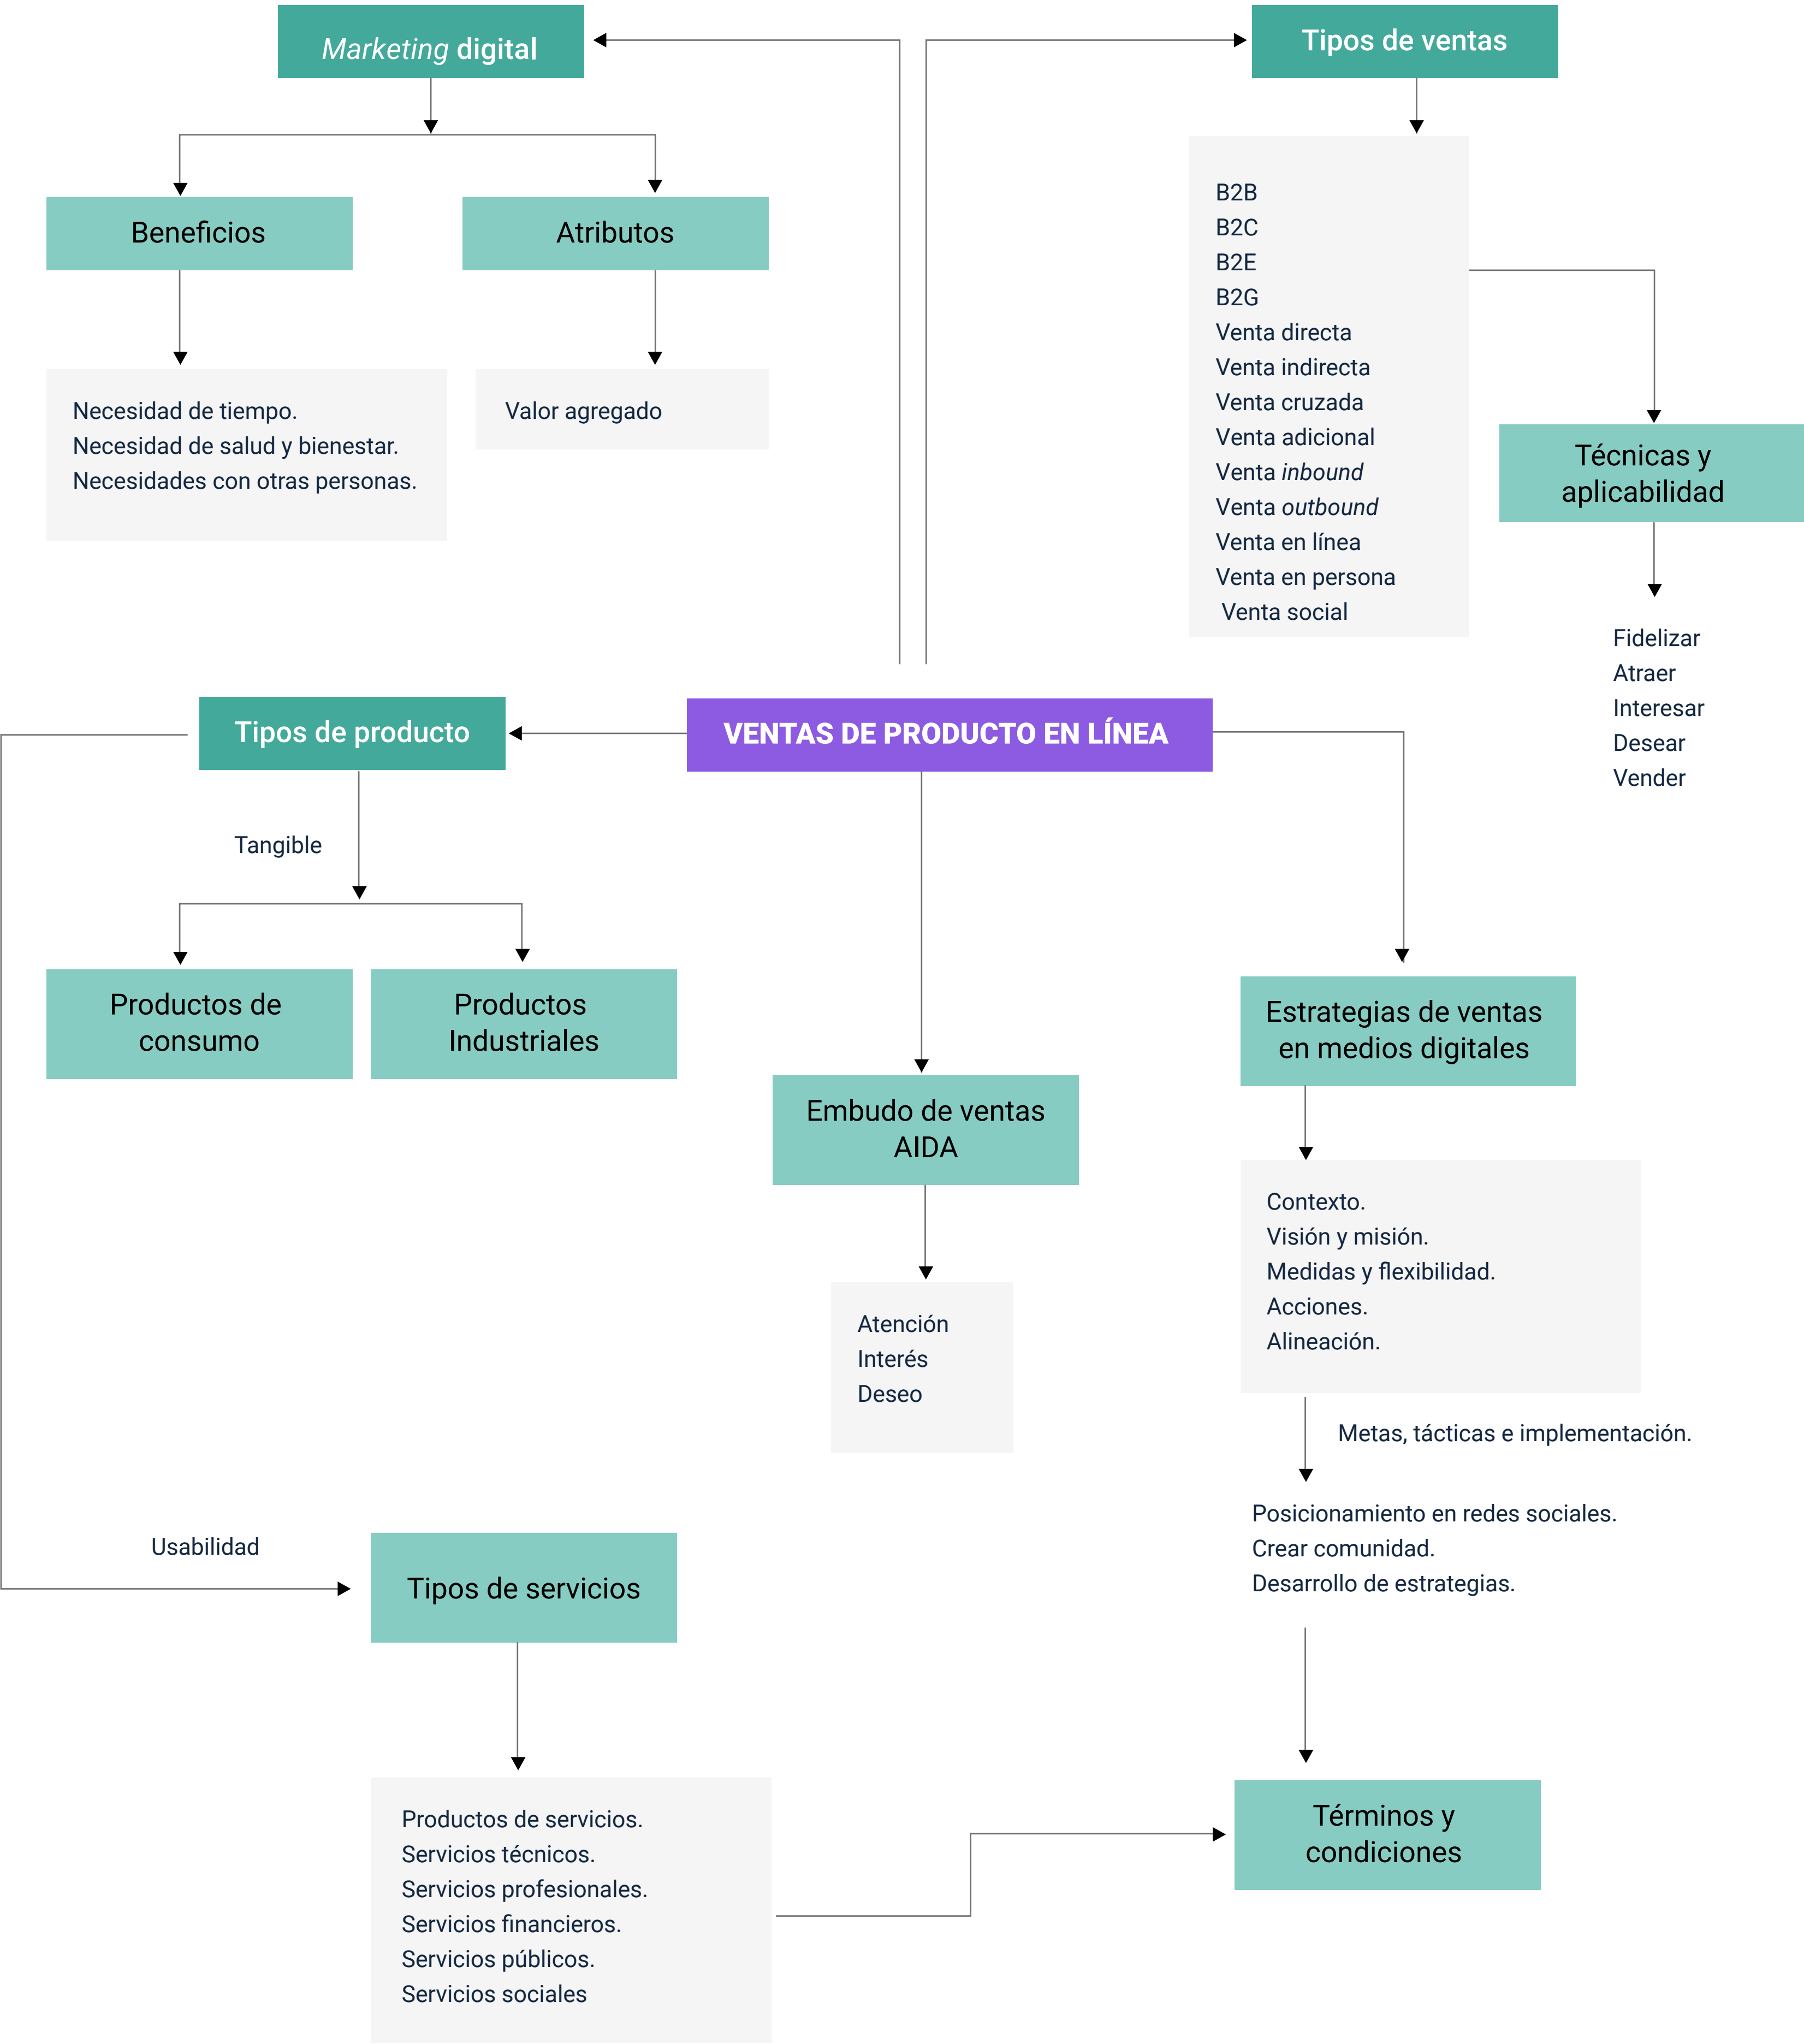 Marketing digital
Tipos de ventas
Beneficios
Atributos
Necesidad de tiempo.
Necesidad de salud y bienestar.
Necesidades con otras personas.
Valor agregado
B2B
B2C
B2E
B2G
Venta directa
Venta indirecta
Venta cruzada
Venta adicional
Venta inbound
Venta outbound
Venta en línea
Venta en persona
Venta social
Técnicas y
aplicabilidad
Fidelizar
Atraer
Interesar
Desear
Vender
Tipos de producto
VENTAS DE PRODUCTO EN LÍNEA
Tangible
Productos de
consumo
Productos
Industriales
Embudo de ventas
AIDA
Atención
Interés
Deseo
Estrategias de ventas
en medios digitales
Contexto.
Visión y misión.
Medidas y flexibilidad.
Acciones.
Alineación.
Metas, tácticas e implementación.
Posicionamiento en redes sociales.
Crear comunidad.
Desarrollo de estrategias.
Usabilidad
Tipos de servicios
Productos de servicios.
Servicios técnicos.
Servicios profesionales.
Servicios financieros.
Servicios públicos.
Servicios sociales
Términos y
condiciones